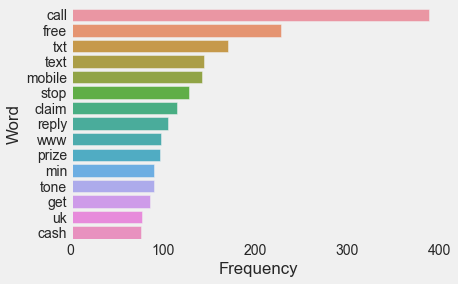 call
free
txt
text
mobile
stop
claim
reply
www
prize
min
tone
get
uk
cash
Word
0 100 200 300 400
Frequency